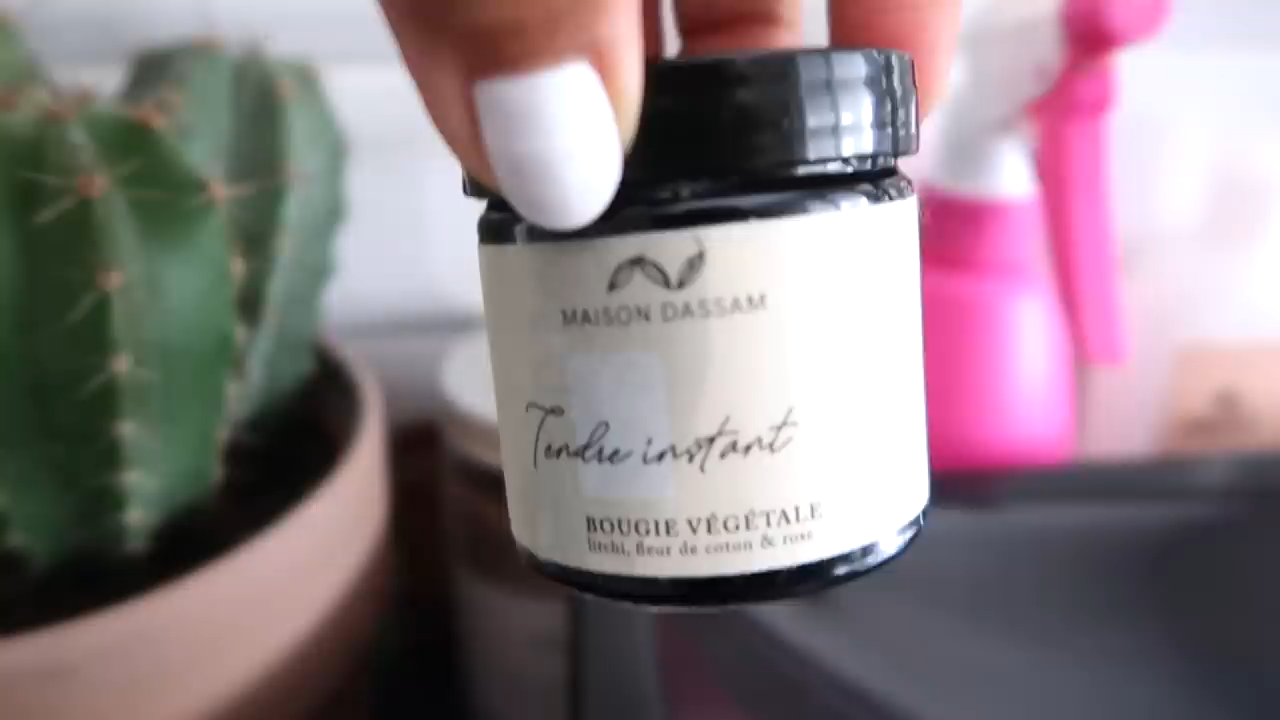 MAISON DASSAM
Tendre instant
BOUGIE VÉGÉTALE
litchi, fleur de coton & rose